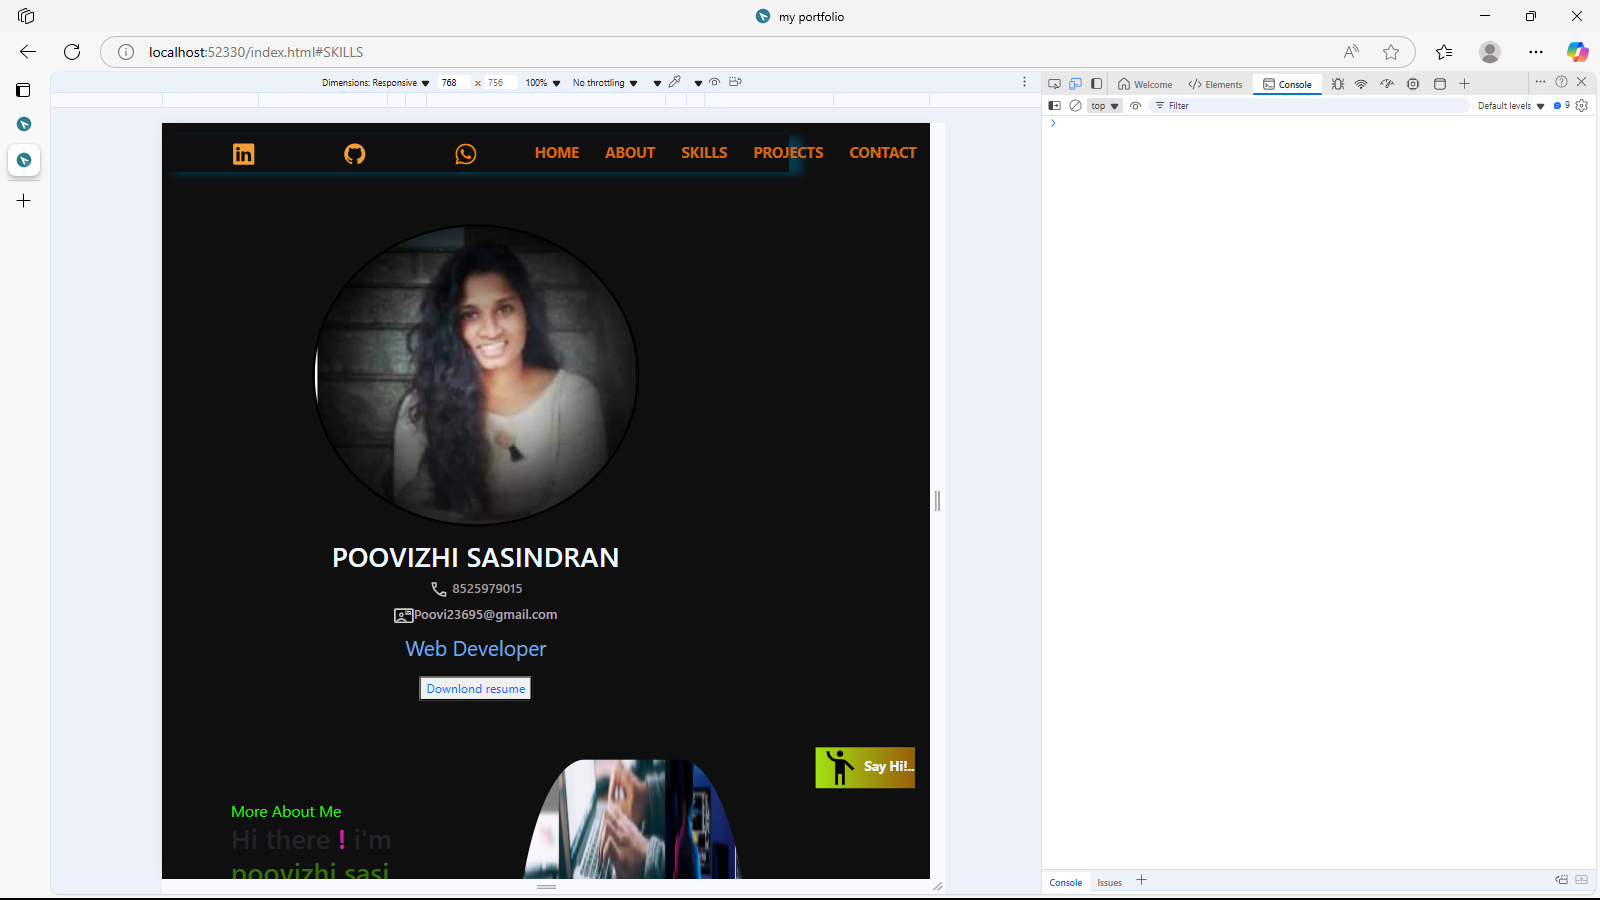 my portfolio
localhost:52330/index.html#SKILLS
Dimensions: Responsive 768 × 756 100% No throttling
Welcome Elements Console
top Filter Default levels 9
in HOME ABOUT SKILLS PROJECTS CONTACT
POOVIZHI SASINDRAN
8525979015
Poovi23695@gmail.com
Web Developer
Downlond resume
Say Hi!..
More About Me
Hi there ! i'm
poovizhi sasi
Console Issues